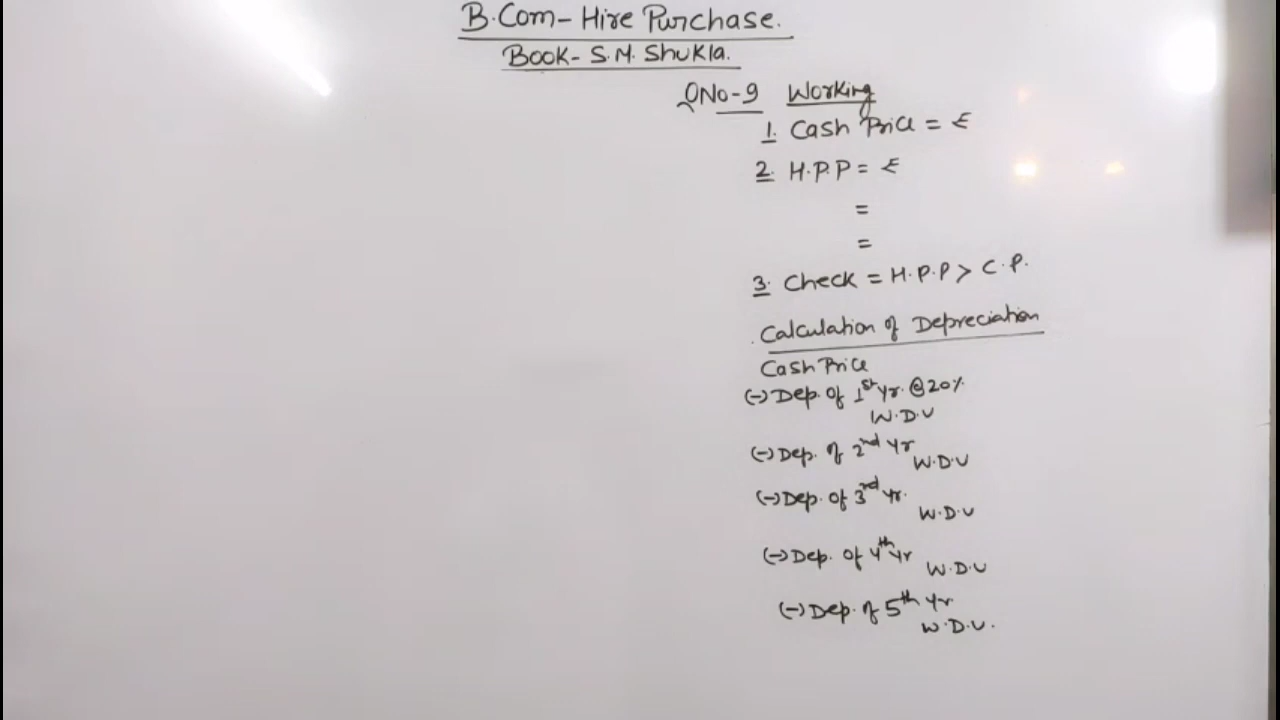 B.Com- Hire Purchase.
Book- S.M. Shukla.
QNo-9 Working
1. Cash Price = ₹
2. H.P.P = ₹
=
=
3. Check = H.P.P > C.P.
Calculation of Depreciation
Cash Price
(-) Dep. of 1st yr. @20%
W.D.V
(-) Dep. of 2nd Yr
W.D.V
(-) Dep. of 3rd Yr.
W.D.V
(-) Dep. of 4th Yr
W.D.V
(-) Dep. of 5th Yr
W.D.V.